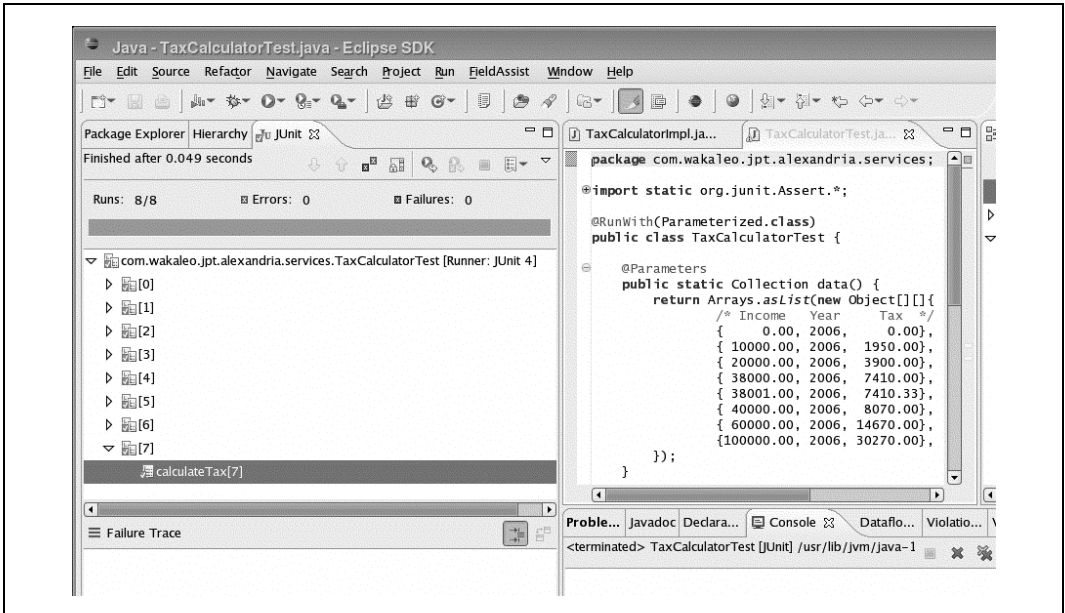 Java - TaxCalculatorTest.java - Eclipse SDK
File Edit Source Refactor Navigate Search Project Run FieldAssist Window Help
Package Explorer Hierarchy JUnit
Finished after 0.049 seconds
Runs: 8/8 Errors: 0 Failures: 0
com.wakaleo.jpt.alexandria.services.TaxCalculatorTest [Runner: JUnit 4]
[0]
[1]
[2]
[3]
[4]
[5]
[6]
[7]
calculateTax[7]
Failure Trace
TaxCalculatorImpl.ja... TaxCalculatorTest.ja...
package com.wakaleo.jpt.alexandria.services;
import static org.junit.Assert.*;
@RunWith(Parameterized.class)
public class TaxCalculatorTest {
@Parameters
public static Collection data() {
return Arrays.asList(new Object[][]{
/* Income Year Tax */
{ 0.00, 2006, 0.00},
{ 10000.00, 2006, 1950.00},
{ 20000.00, 2006, 3900.00},
{ 38000.00, 2006, 7410.00},
{ 38001.00, 2006, 7410.33},
{ 40000.00, 2006, 8070.00},
{ 60000.00, 2006, 14670.00},
{100000.00, 2006, 30270.00},
});
}
Proble... Javadoc Declara... Console Dataflo... Violatio...
<terminated> TaxCalculatorTest [JUnit] /usr/lib/jvm/java-1